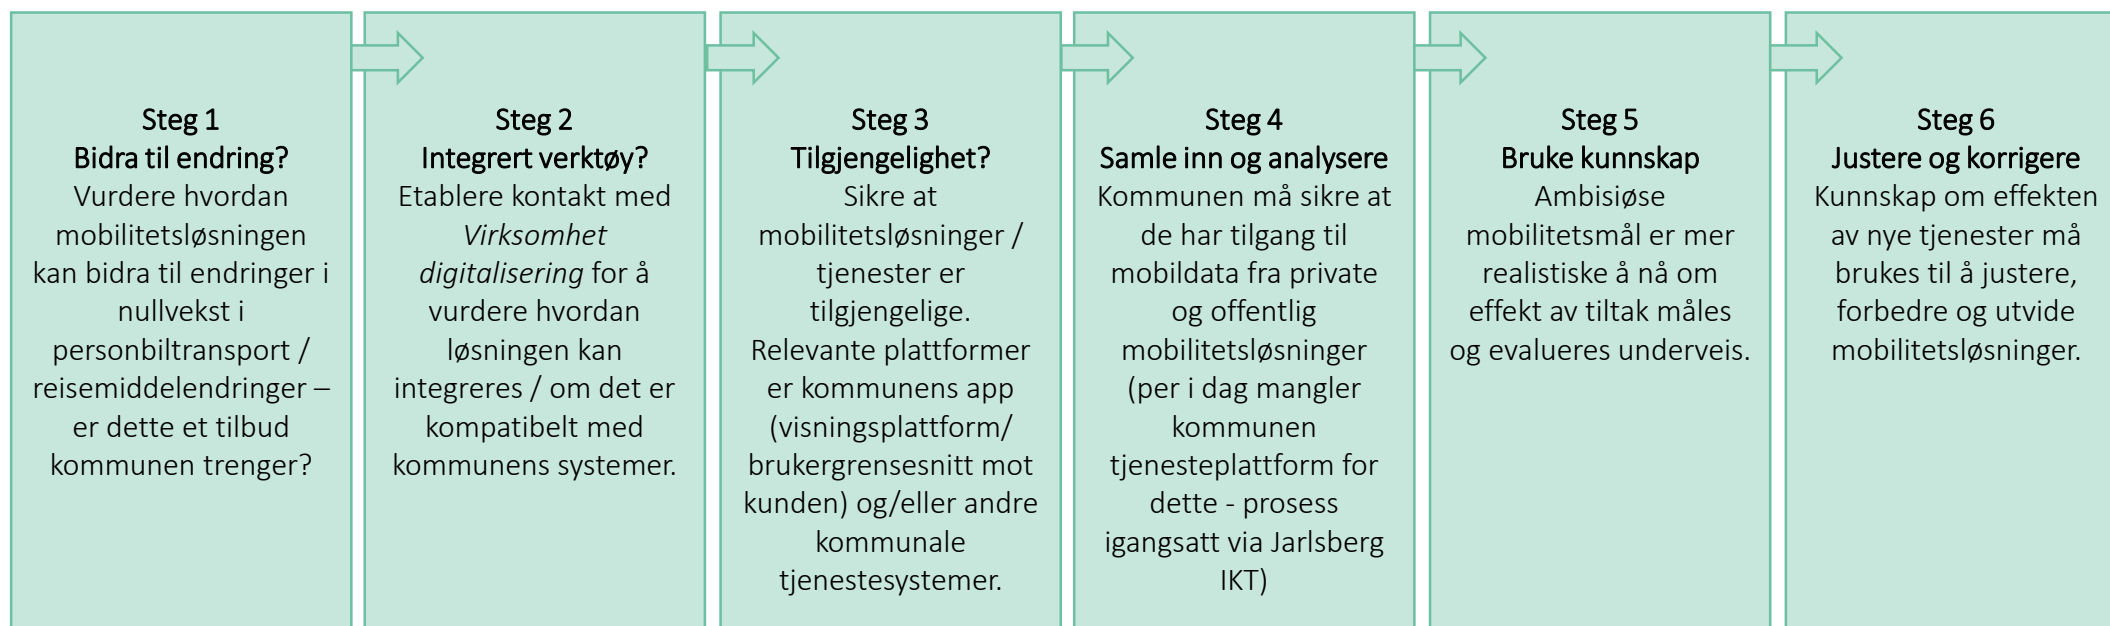 Steg 1
Bidra til endring?
Vurdere hvordan
mobilitetsløsningen
kan bidra til endringer i
nullvekst i
personbiltransport /
reisemiddelendringer –
er dette et tilbud
kommunen trenger?
Steg 2
Integrert verktøy?
Etablere kontakt med
Virksomhet
digitalisering for å
vurdere hvordan
løsningen kan
integreres / om det er
kompatibelt med
kommunens systemer.
Steg 3
Tilgjengelighet?
Sikre at
mobilitetsløsninger /
tjenester er
tilgjengelige.
Relevante plattformer
er kommunens app
(visningsplattform/
brukergrensesnitt mot
kunden) og/eller andre
kommunale
tjenestesystemer.
Steg 4
Samle inn og analysere
Kommunen må sikre at
de har tilgang til
mobildata fra private
og offentlig
mobilitetsløsninger
(per i dag mangler
kommunen
tjenesteplattform for
dette - prosess
igangsatt via Jarlsberg
IKT)
Steg 5
Bruke kunnskap
Ambisiøse
mobilitetsmål er mer
realistiske å nå om
effekt av tiltak måles
og evalueres underveis.
Steg 6
Justere og korrigere
Kunnskap om effekten
av nye tjenester må
brukes til å justere,
forbedre og utvide
mobilitetsløsninger.